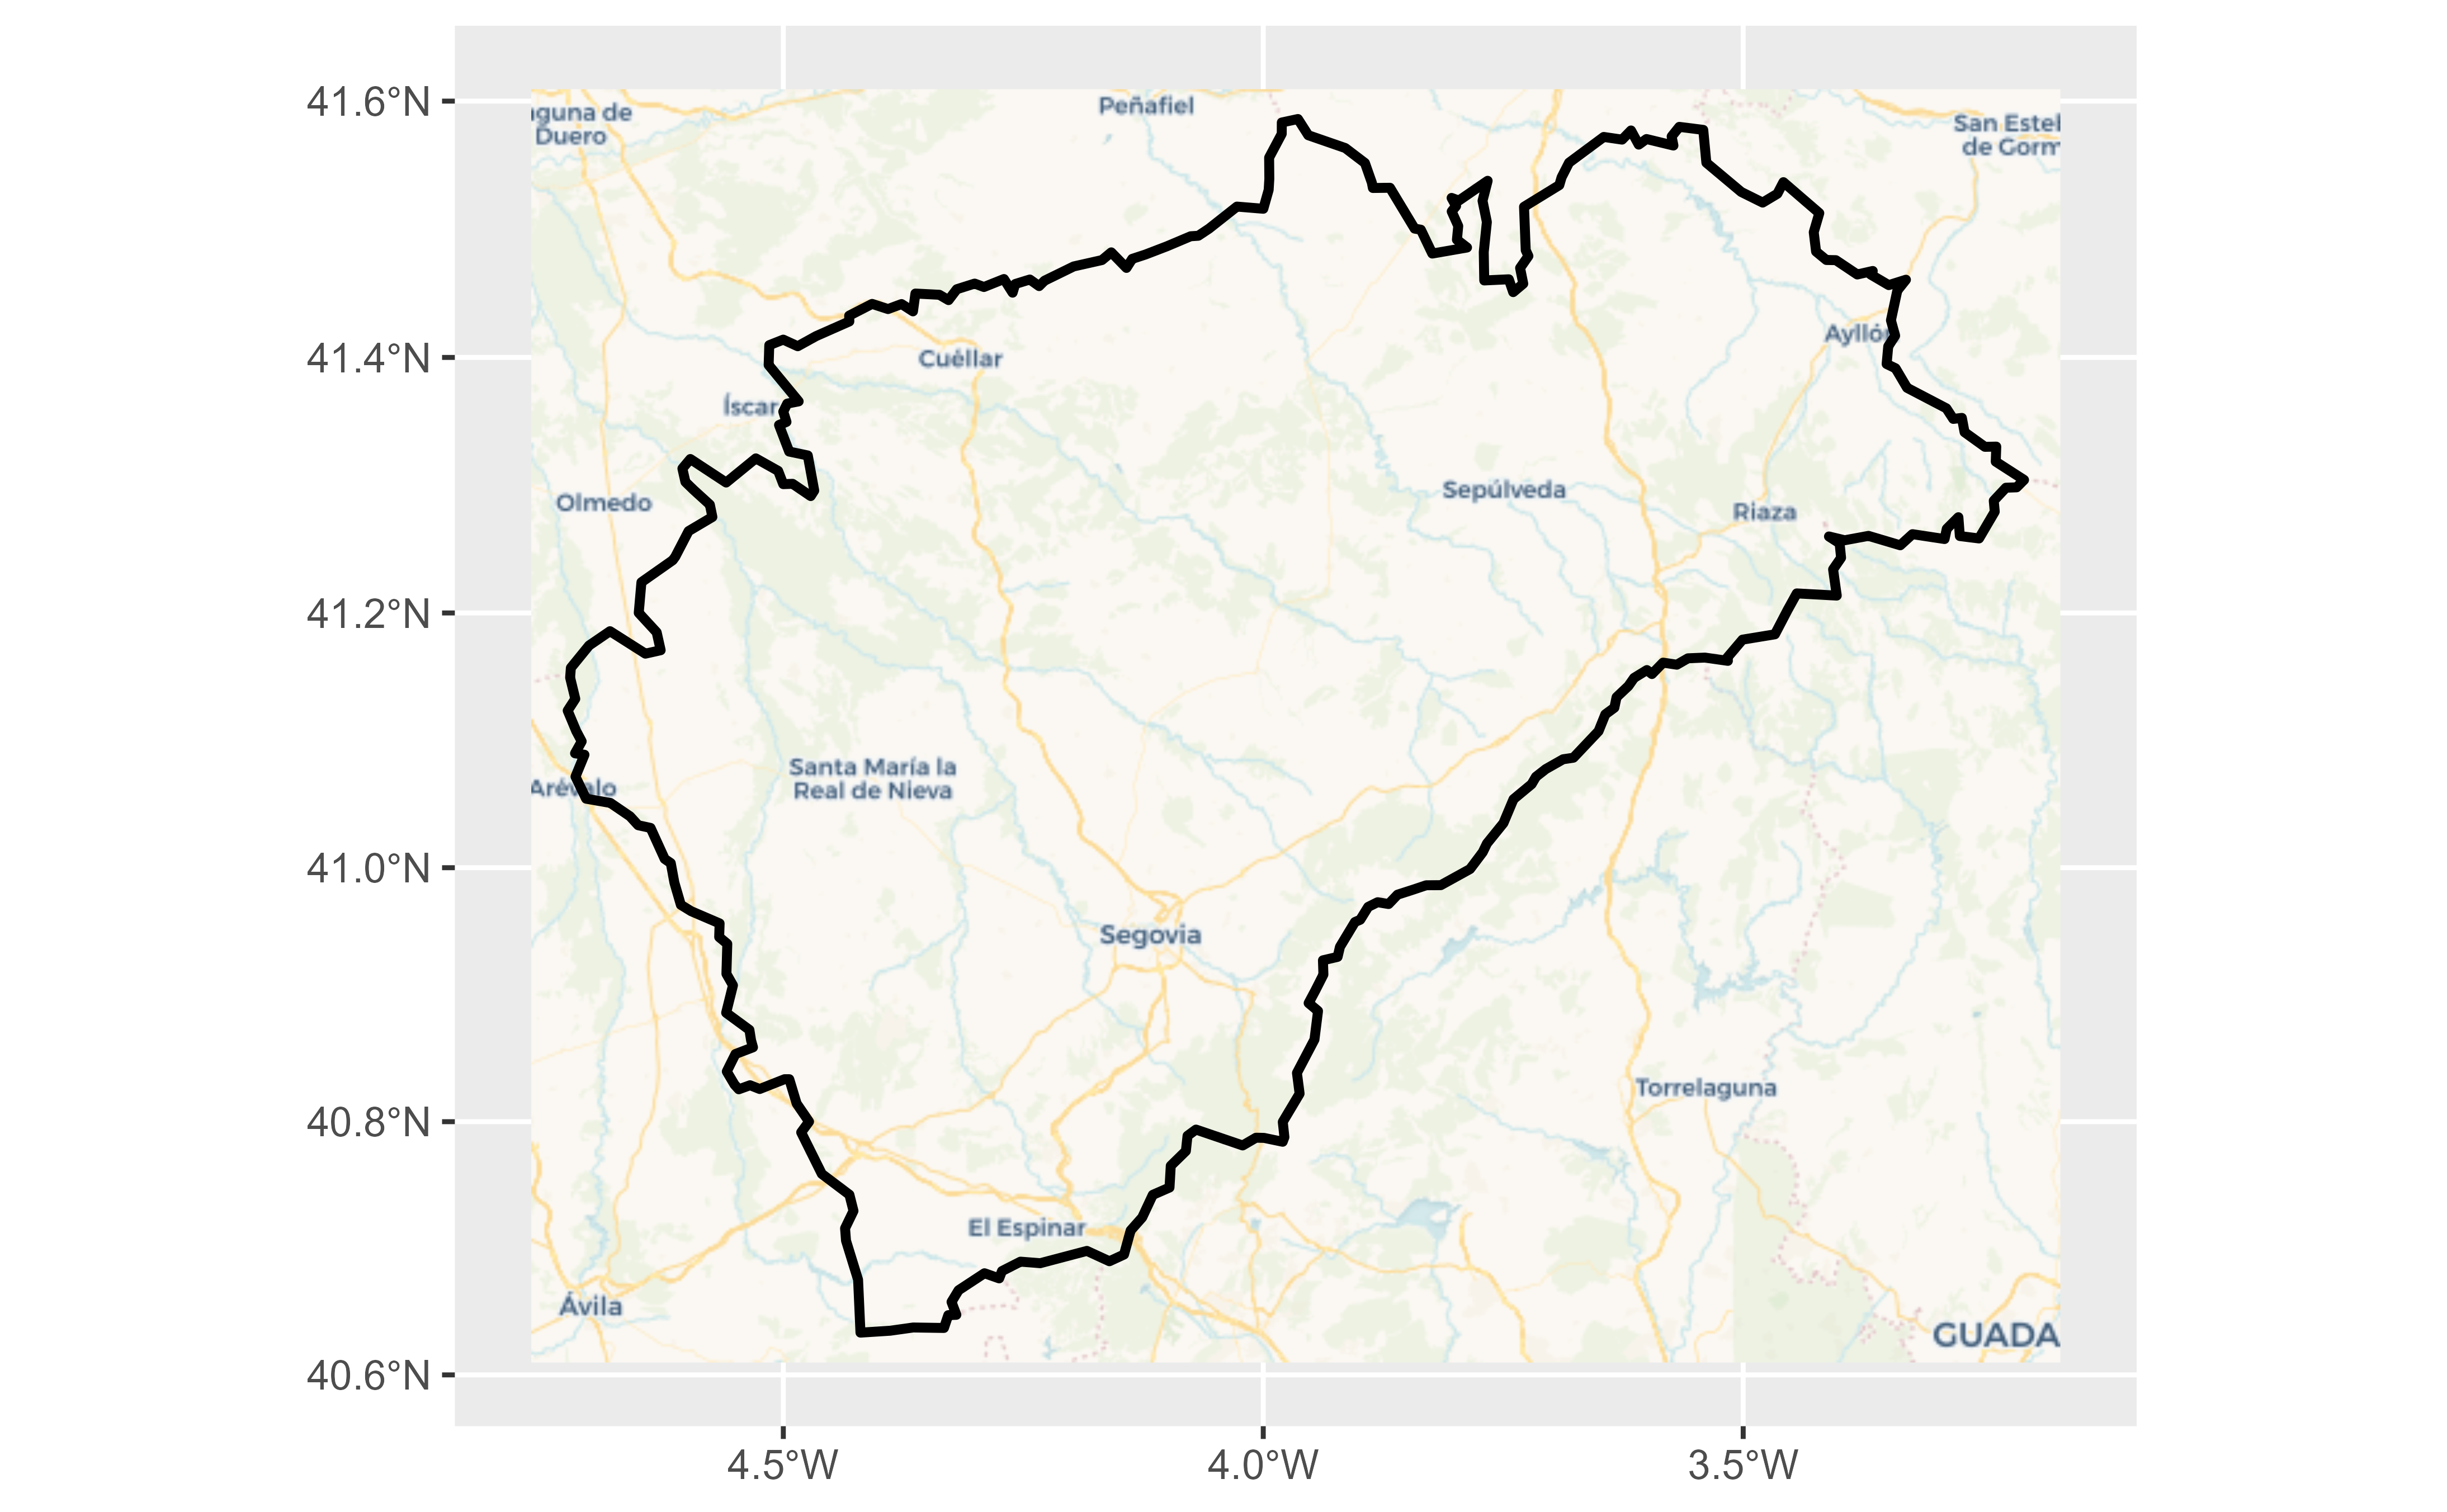 41.6°N
41.4°N
41.2°N
41.0°N
40.8°N
40.6°N
guna de
Duero
Peñafiel
San Estel
de Gorm
Aylló
Cuéllar
Íscar
Olmedo
Sepúlveda
Riaza
Arévalo
Santa María la
Real de Nieva
Segovia
Torrelaguna
El Espinar
Ávila
GUADA
4.5°W
4.0°W
3.5°W